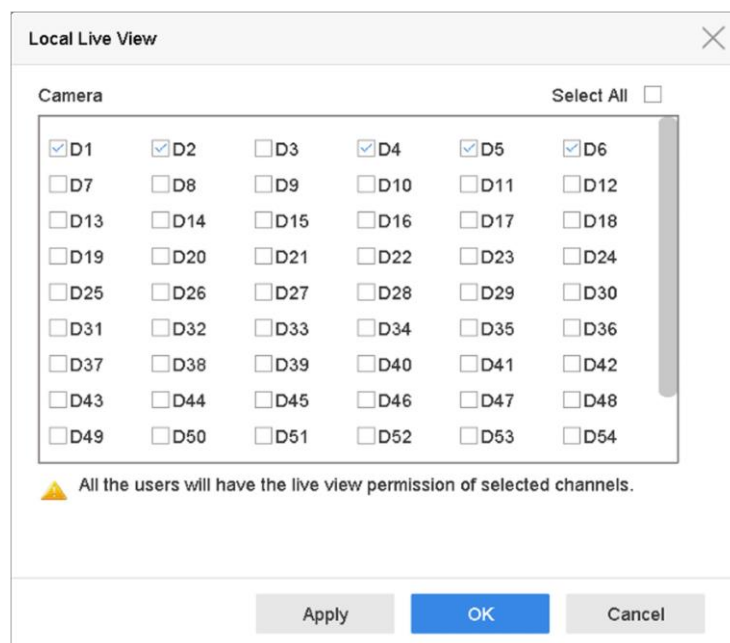 Local Live View
Camera Select All
D1 D2 D3 D4 D5 D6
D7 D8 D9 D10 D11 D12
D13 D14 D15 D16 D17 D18
D19 D20 D21 D22 D23 D24
D25 D26 D27 D28 D29 D30
D31 D32 D33 D34 D35 D36
D37 D38 D39 D40 D41 D42
D43 D44 D45 D46 D47 D48
D49 D50 D51 D52 D53 D54
All the users will have the live view permission of selected channels.
Apply OK Cancel